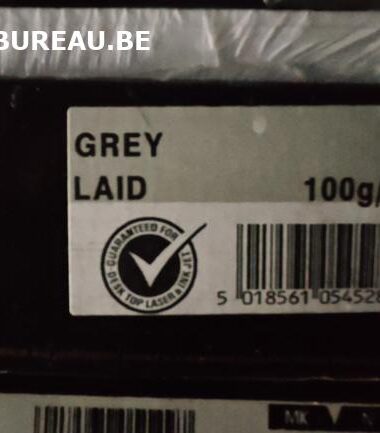 BUREAU.BE
GREY
LAID
100g/
GUARANTEED FOR
DESK TOP LASER & INK JET
5 018561 054528
MK